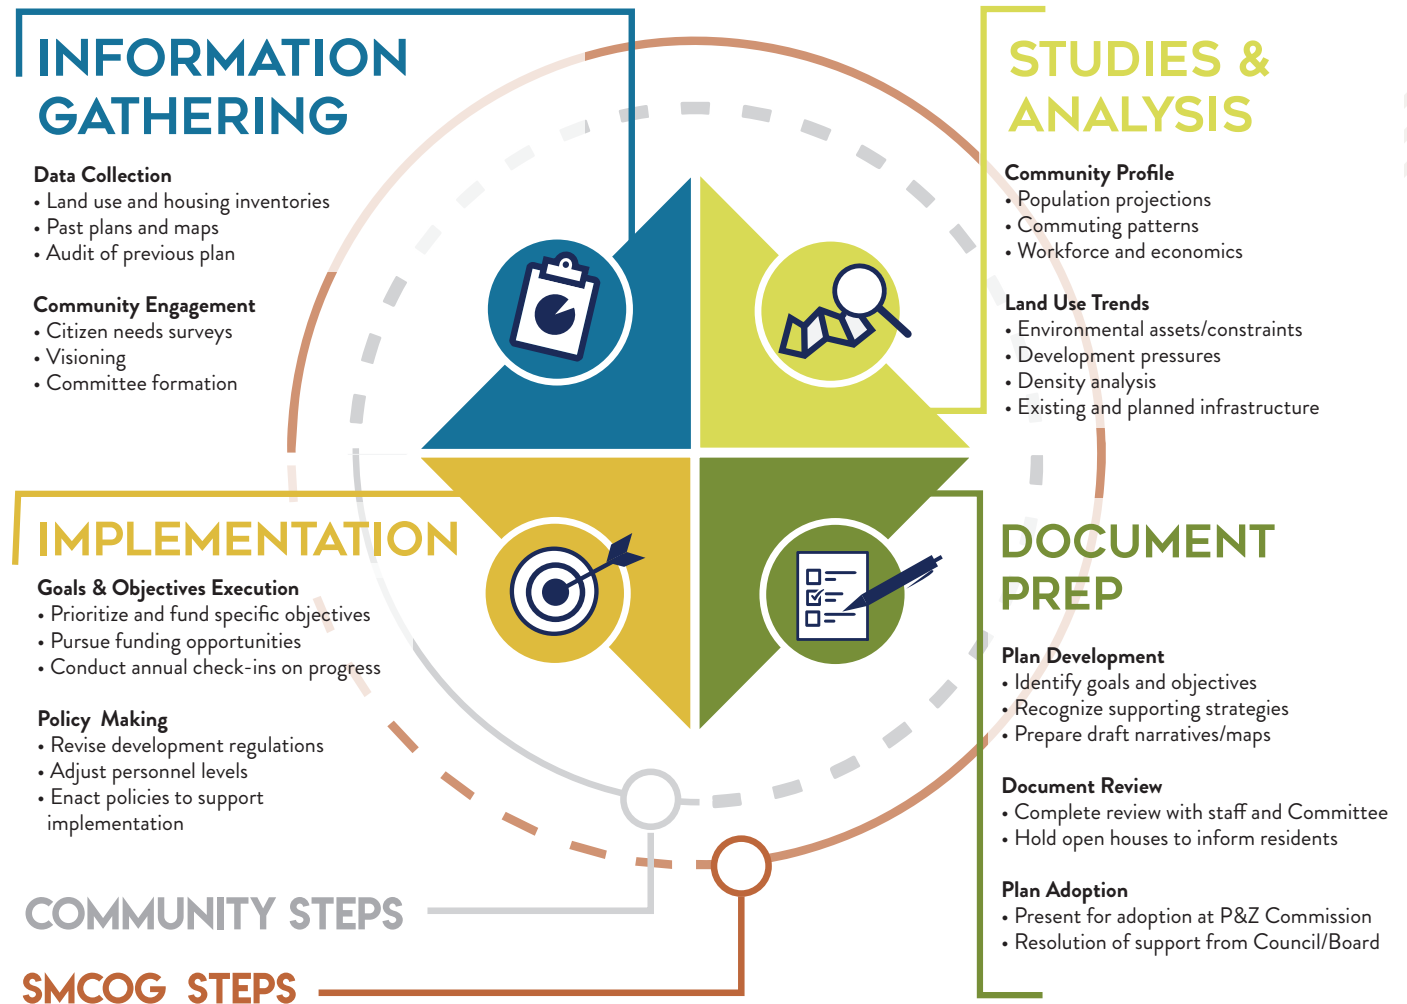 INFORMATION
GATHERING
Data Collection
• Land use and housing inventories
• Past plans and maps
• Audit of previous plan
Community Engagement
• Citizen needs surveys
• Visioning
• Committee formation
STUDIES &
ANALYSIS
Community Profile
• Population projections
• Commuting patterns
• Workforce and economics
Land Use Trends
• Environmental assets/constraints
• Development pressures
• Density analysis
• Existing and planned infrastructure
IMPLEMENTATION
Goals & Objectives Execution
• Prioritize and fund specific objectives
• Pursue funding opportunities
• Conduct annual check-ins on progress
Policy Making
• Revise development regulations
• Adjust personnel levels
• Enact policies to support
implementation
DOCUMENT
PREP
Plan Development
• Identify goals and objectives
• Recognize supporting strategies
• Prepare draft narratives/maps
Document Review
• Complete review with staff and Committee
• Hold open houses to inform residents
Plan Adoption
• Present for adoption at P&Z Commission
• Resolution of support from Council/Board
COMMUNITY STEPS
SMCOG STEPS